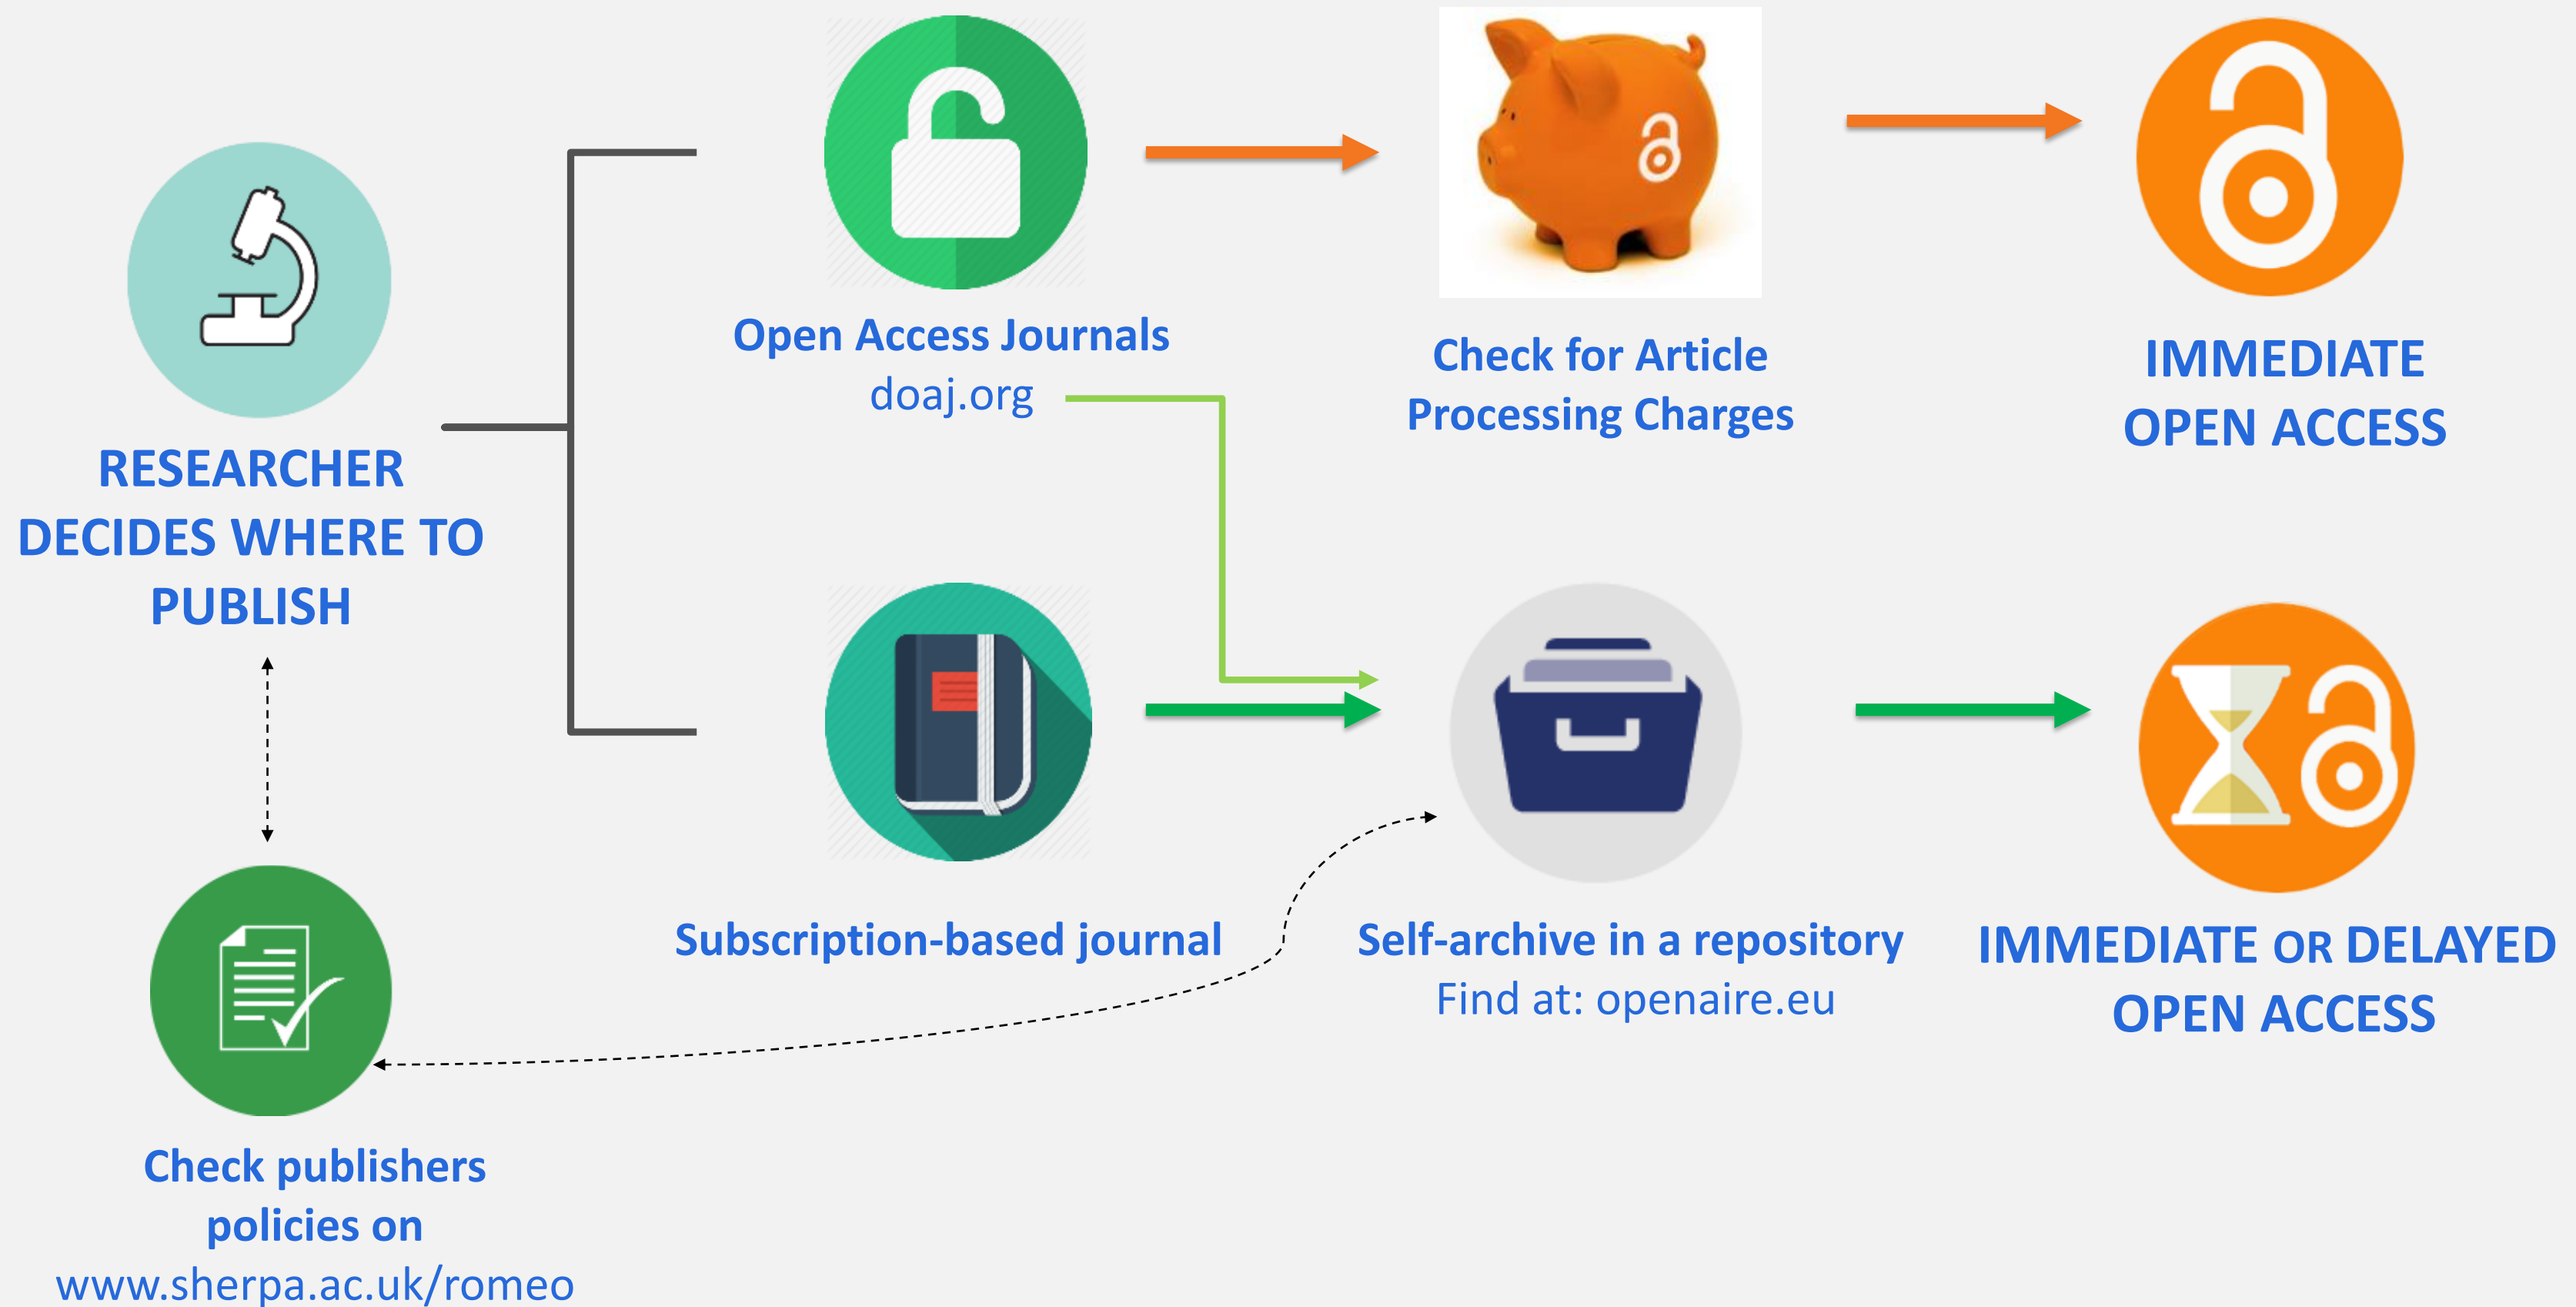 RESEARCHER
DECIDES WHERE TO
PUBLISH
Check publishers
policies on
www.sherpa.ac.uk/romeo
Open Access Journals
doaj.org
Subscription-based journal
Check for Article
Processing Charges
Self-archive in a repository
Find at: openaire.eu
IMMEDIATE
OPEN ACCESS
IMMEDIATE OR DELAYED
OPEN ACCESS